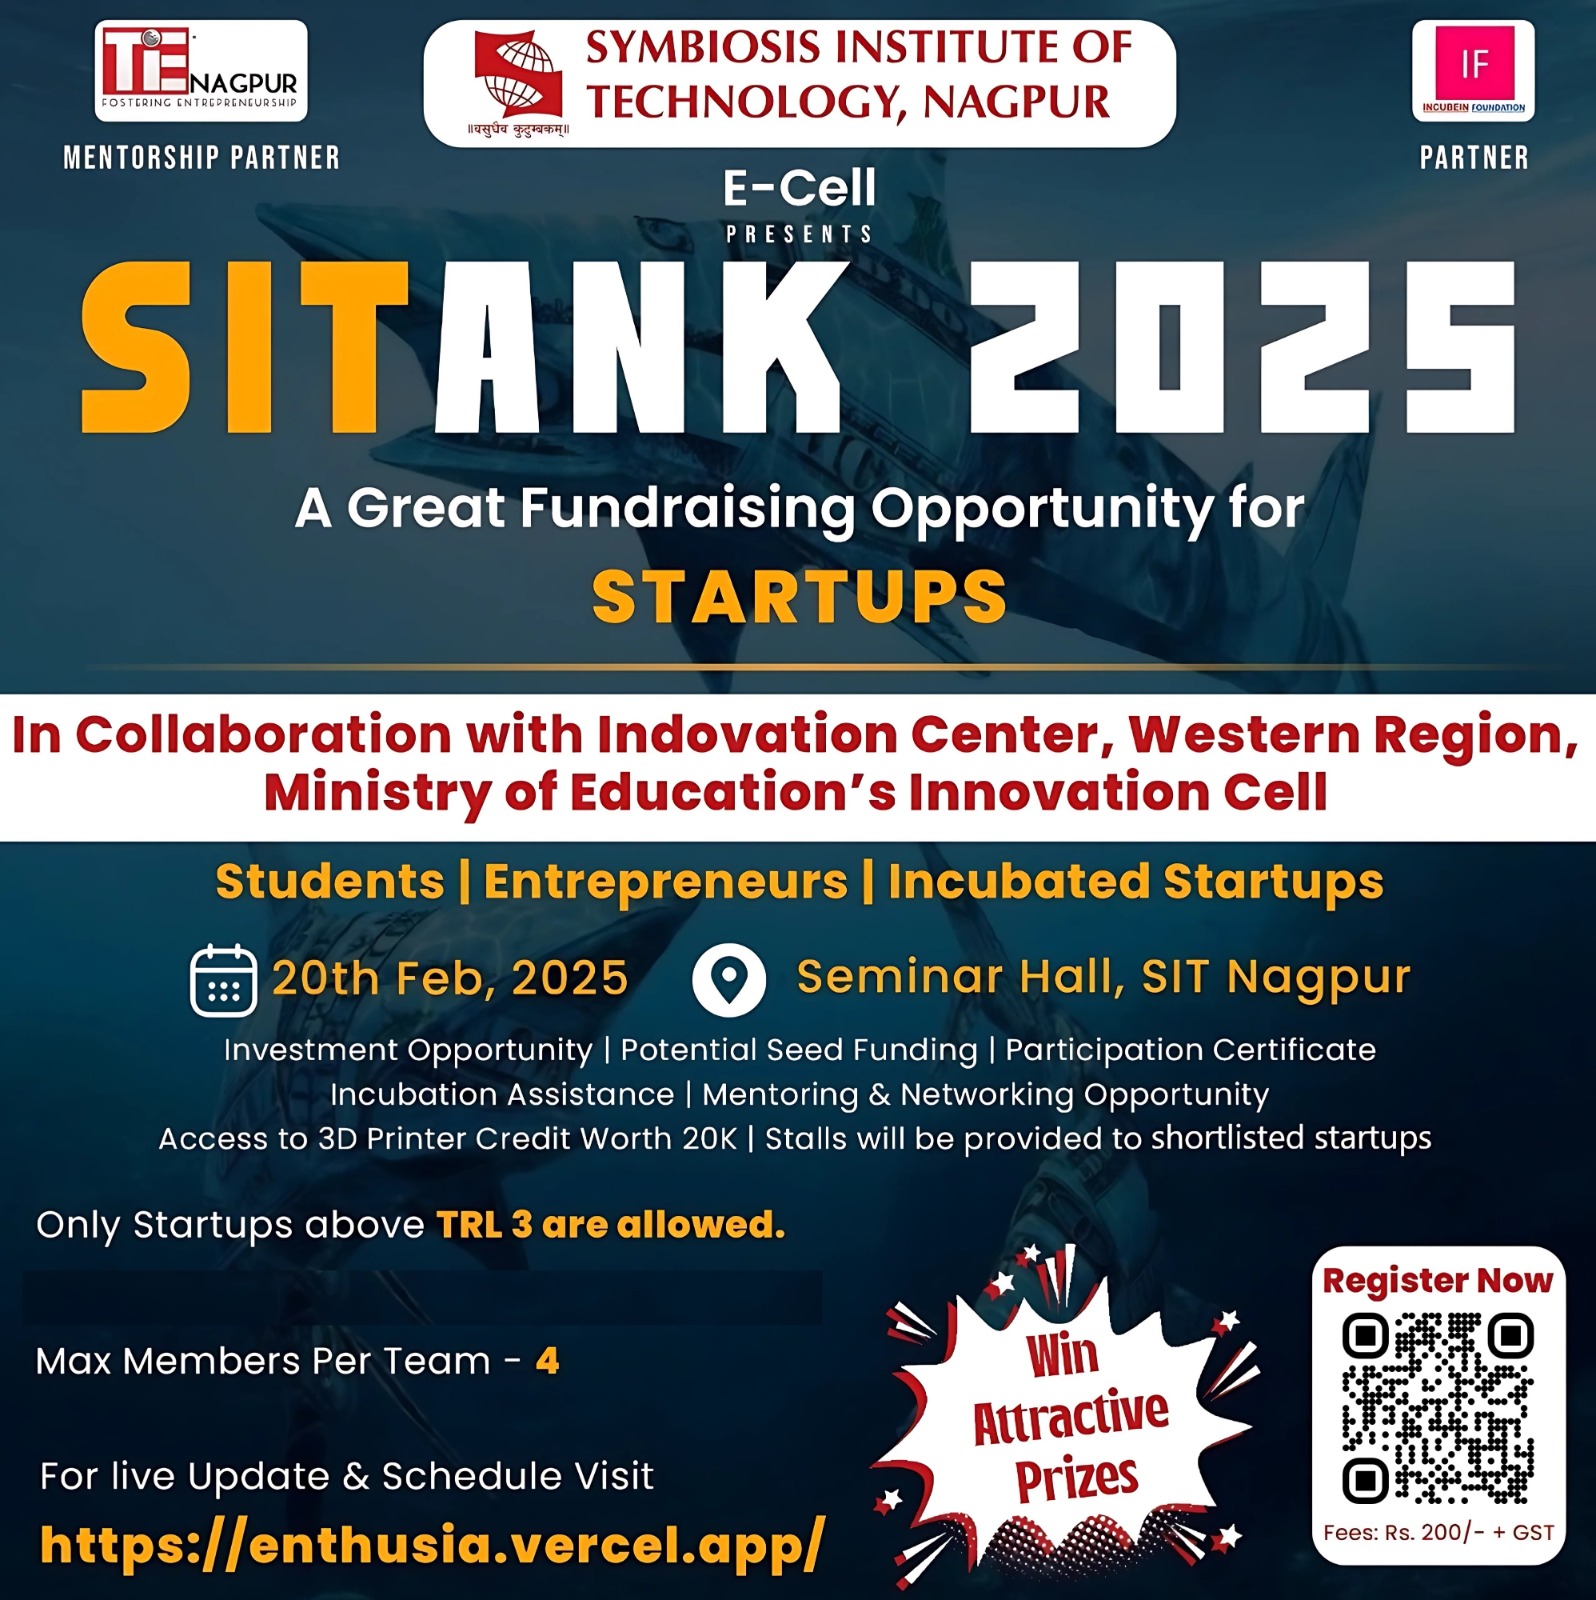 TiE NAGPUR
FOSTERING ENTREPRENEURSHIP
MENTORSHIP PARTNER
SYMBIOSIS INSTITUTE OF
TECHNOLOGY, NAGPUR
॥वसुधैव कुटुम्बकम्॥
IF
INCUBEIN FOUNDATION
PARTNER
E-Cell
PRESENTS
SITANK 2025
A Great Fundraising Opportunity for
STARTUPS
In Collaboration with Indovation Center, Western Region,
Ministry of Education's Innovation Cell
Students | Entrepreneurs | Incubated Startups
20th Feb, 2025
Seminar Hall, SIT Nagpur
Investment Opportunity | Potential Seed Funding | Participation Certificate
Incubation Assistance | Mentoring & Networking Opportunity
Access to 3D Printer Credit Worth 20K | Stalls will be provided to shortlisted startups
Only Startups above TRL 3 are allowed.
Max Members Per Team - 4
For live Update & Schedule Visit
https://enthusia.vercel.app/
Win
Attractive
Prizes
Register Now
Fees: Rs. 200/- + GST